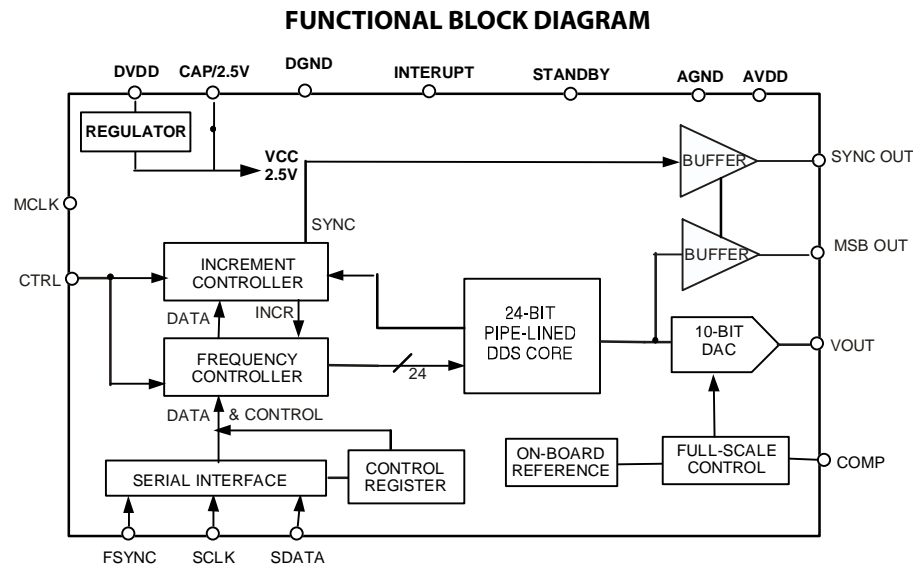 FUNCTIONAL BLOCK DIAGRAM
DVDD
CAP/2.5V
DGND
INTERUPT
STANDBY
AGND
AVDD
REGULATOR
VCC
2.5V
BUFFER
SYNC OUT
MCLK
SYNC
BUFFER
MSB OUT
CTRL
INCREMENT
CONTROLLER
DATA
INCR
24-BIT
PIPE-LINED
DDS CORE
10-BIT
DAC
VOUT
FREQUENCY
CONTROLLER
24
DATA
& CONTROL
SERIAL INTERFACE
CONTROL
REGISTER
ON-BOARD
REFERENCE
FULL-SCALE
CONTROL
COMP
FSYNC
SCLK
SDATA